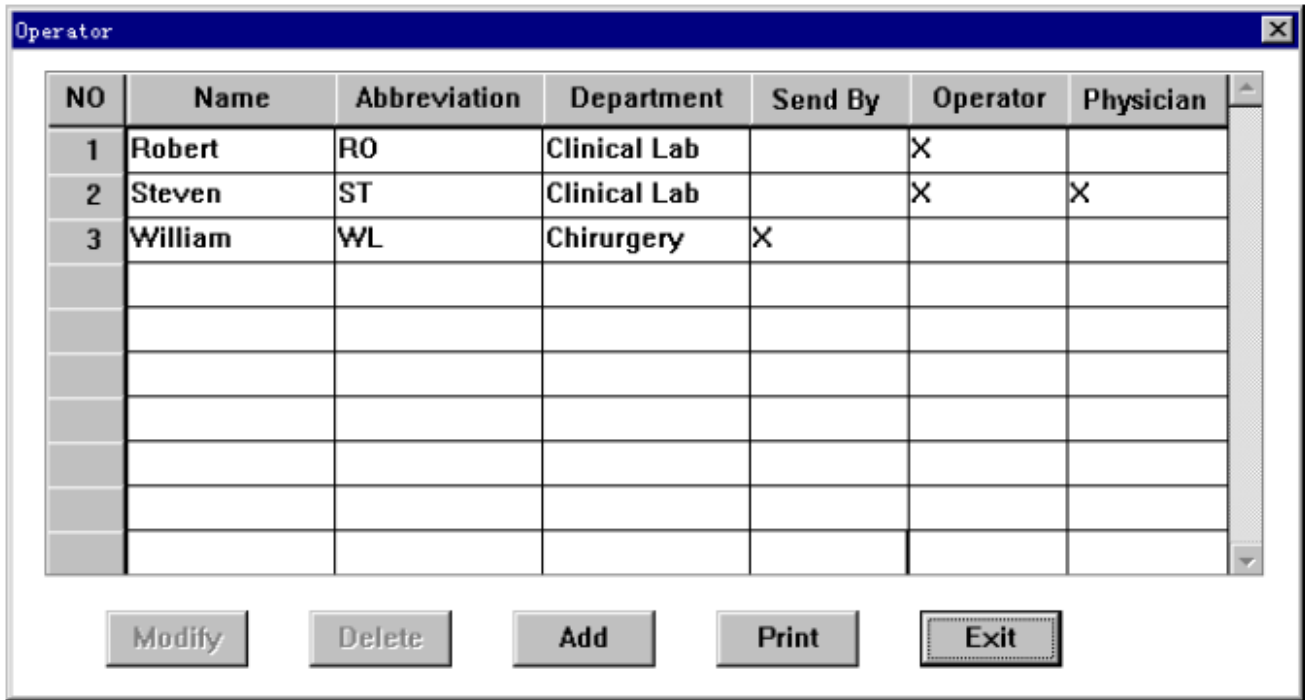 Operator
NO Name Abbreviation Department Send By Operator Physician
1 Robert RO Clinical Lab X
2 Steven ST Clinical Lab X X
3 William WL Chirurgery X
Modify Delete Add Print Exit